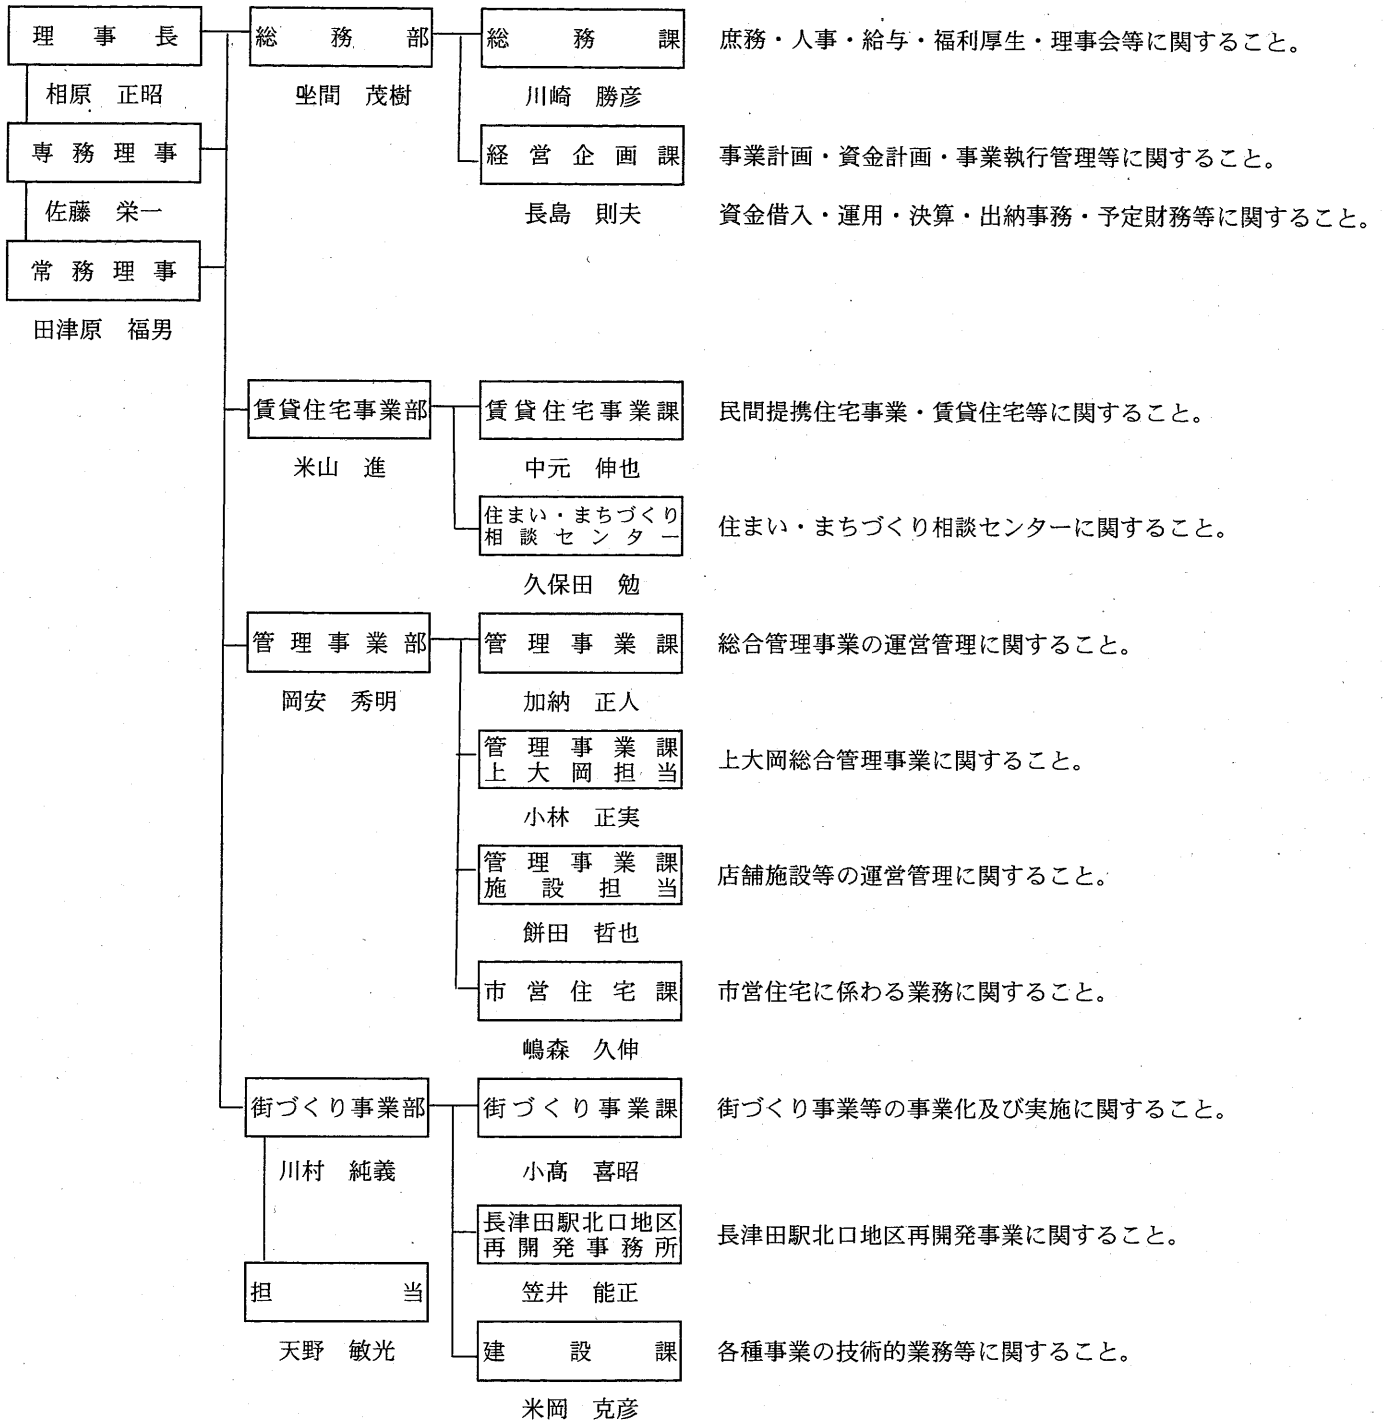 理事長
相原 正昭
専務理事
佐藤 栄一
常務理事
田津原 福男
総務部
坐間 茂樹
総務課
川崎 勝彦
庶務・人事・給与・福利厚生・理事会等に関すること。
経営企画課
長島 則夫
事業計画・資金計画・事業執行管理等に関すること。
資金借入・運用・決算・出納事務・予定財務等に関すること。
賃貸住宅事業部
米山 進
賃貸住宅事業課
中元 伸也
民間提携住宅事業・賃貸住宅等に関すること。
住まい・まちづくり
相談センター
久保田 勉
住まい・まちづくり相談センターに関すること。
管理事業部
岡安 秀明
管理事業課
加納 正人
総合管理事業の運営管理に関すること。
管理事業課
上大岡担当
小林 正実
上大岡総合管理事業に関すること。
管理事業課
施設担当
餅田 哲也
店舗施設等の運営管理に関すること。
市営住宅課
嶋森 久伸
市営住宅に係わる業務に関すること。
街づくり事業部
川村 純義
担当
天野 敏光
街づくり事業課
小髙 喜昭
街づくり事業等の事業化及び実施に関すること。
長津田駅北口地区
再開発事務所
笠井 能正
長津田駅北口地区再開発事業に関すること。
建設課
米岡 克彦
各種事業の技術的業務等に関すること。